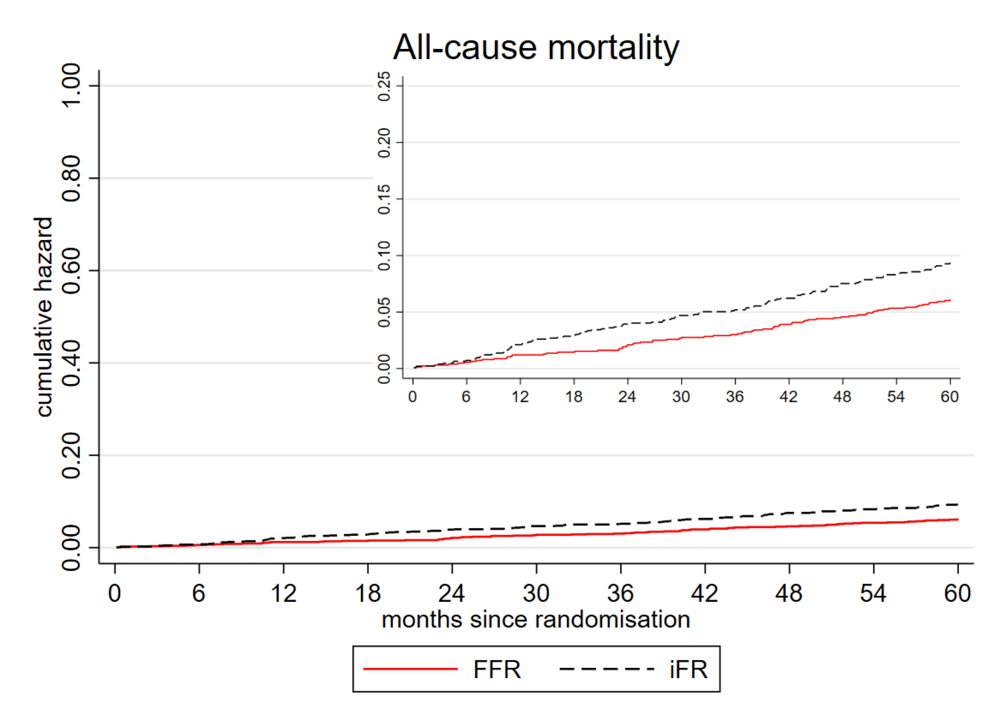 All-cause mortality
cumulative hazard
1.00
0.80
0.60
0.40
0.20
0.00
0.25
0.20
0.15
0.10
0.05
0.00
0 6 12 18 24 30 36 42 48 54 60
0 6 12 18 24 30 36 42 48 54 60
months since randomisation
FFR iFR